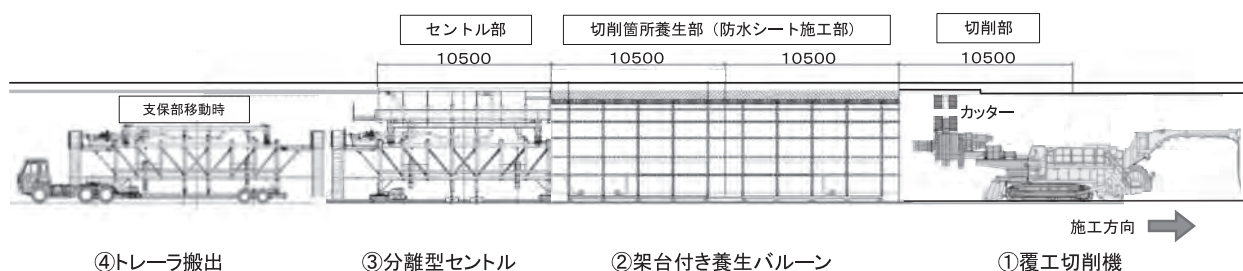 セントル部
切削箇所養生部（防水シート施工部）
切削部
10500
10500
10500
10500
支保部移動時
カッター
施工方向
④トレーラ搬出
③分離型セントル
②架台付き養生バルーン
①覆工切削機